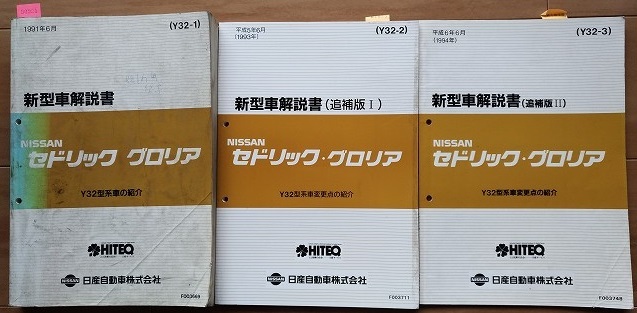 1991年6月
(Y32-1)
新型車解説書
NISSAN
セドリック グロリア
Y32型系車の紹介
HITEQ
NISSAN
日産自動車株式会社
平成5年6月
(1993年)
(Y32-2)
新型車解説書(追補版Ⅰ)
NISSAN
セドリック・グロリア
Y32型系車変更点の紹介
HITEQ
NISSAN
日産自動車株式会社
F003711
平成6年6月
(1994年)
(Y32-3)
新型車解説書(追補版Ⅱ)
NISSAN
セドリック・グロリア
Y32型系車変更点の紹介
HITEQ
NISSAN
日産自動車株式会社
F003748